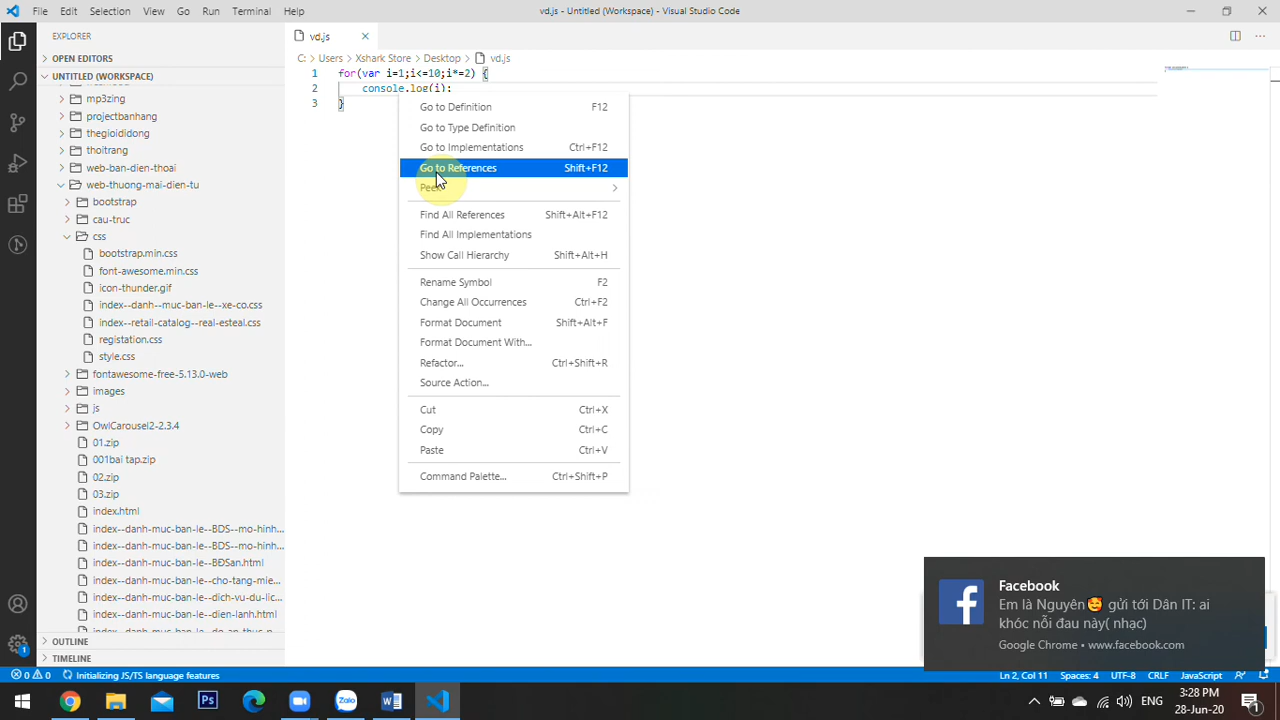 File Edit Selection View Go Run Terminal Help
vd.js - Untitled (Workspace) - Visual Studio Code
EXPLORER
OPEN EDITORS
UNTITLED (WORKSPACE)
mp3zing
projectbanhang
thegioididong
thoitrang
web-ban-dien-thoai
web-thuong-mai-dien-tu
bootstrap
cau-truc
css
bootstrap.min.css
font-awesome.min.css
icon-thunder.gif
index--danh--muc-ban-le--xe-co.css
index--retail-catalog--real-esteal.css
registation.css
style.css
fontawesome-free-5.13.0-web
images
js
OwlCarousel2-2.3.4
01.zip
001bai tap.zip
02.zip
03.zip
index.html
index--danh-muc-ban-le--BDS--mo-hinh...
index--danh-muc-ban-le--BDS--mo-hinh...
index--danh-muc-ban-le--BĐSan.html
index--danh-muc-ban-le--cho-tang-mie...
index--danh-muc-ban-le--dich-vu-du-lic...
index--danh-muc-ban-le--dien-lanh.html
OUTLINE
TIMELINE
vd.js
C: > Users > Xshark Store > Desktop > vd.js
1 for(var i=1;i<=10;i*=2) {
2 console.log(i);
3 }
Go to Definition F12
Go to Type Definition
Go to Implementations Ctrl+F12
Go to References Shift+F12
Peek
Find All References Shift+Alt+F12
Find All Implementations
Show Call Hierarchy Shift+Alt+H
Rename Symbol F2
Change All Occurrences Ctrl+F2
Format Document Shift+Alt+F
Format Document With...
Refactor... Ctrl+Shift+R
Source Action...
Cut Ctrl+X
Copy Ctrl+C
Paste Ctrl+V
Command Palette... Ctrl+Shift+P
Facebook
Em là Nguyên🥰 gửi tới Dân IT: ai
khóc nỗi đau này( nhạc)
Google Chrome • www.facebook.com
0 0 Initializing JS/TS language features
Ln 2, Col 11 Spaces: 4 UTF-8 CRLF JavaScript
1
Ps
Zalo
W
ENG
3:28 PM
28-Jun-20
1